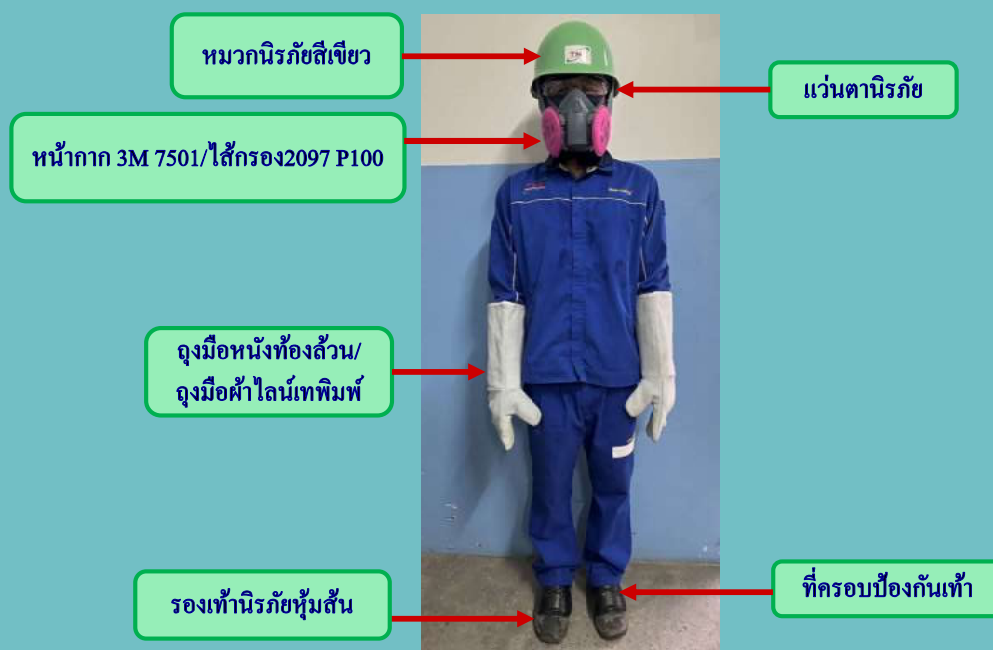 หมวกนิรภัยสีเขียว
แว่นตานิรภัย
หน้ากาก 3M 7501/ไส้กรอง2097 P100
ถุงมือหนังท้องล้วน/
ถุงมือผ้าไลน์เทพิมพ์
รองเท้านิรภัยหุ้มส้น
ที่ครอบป้องกันเท้า